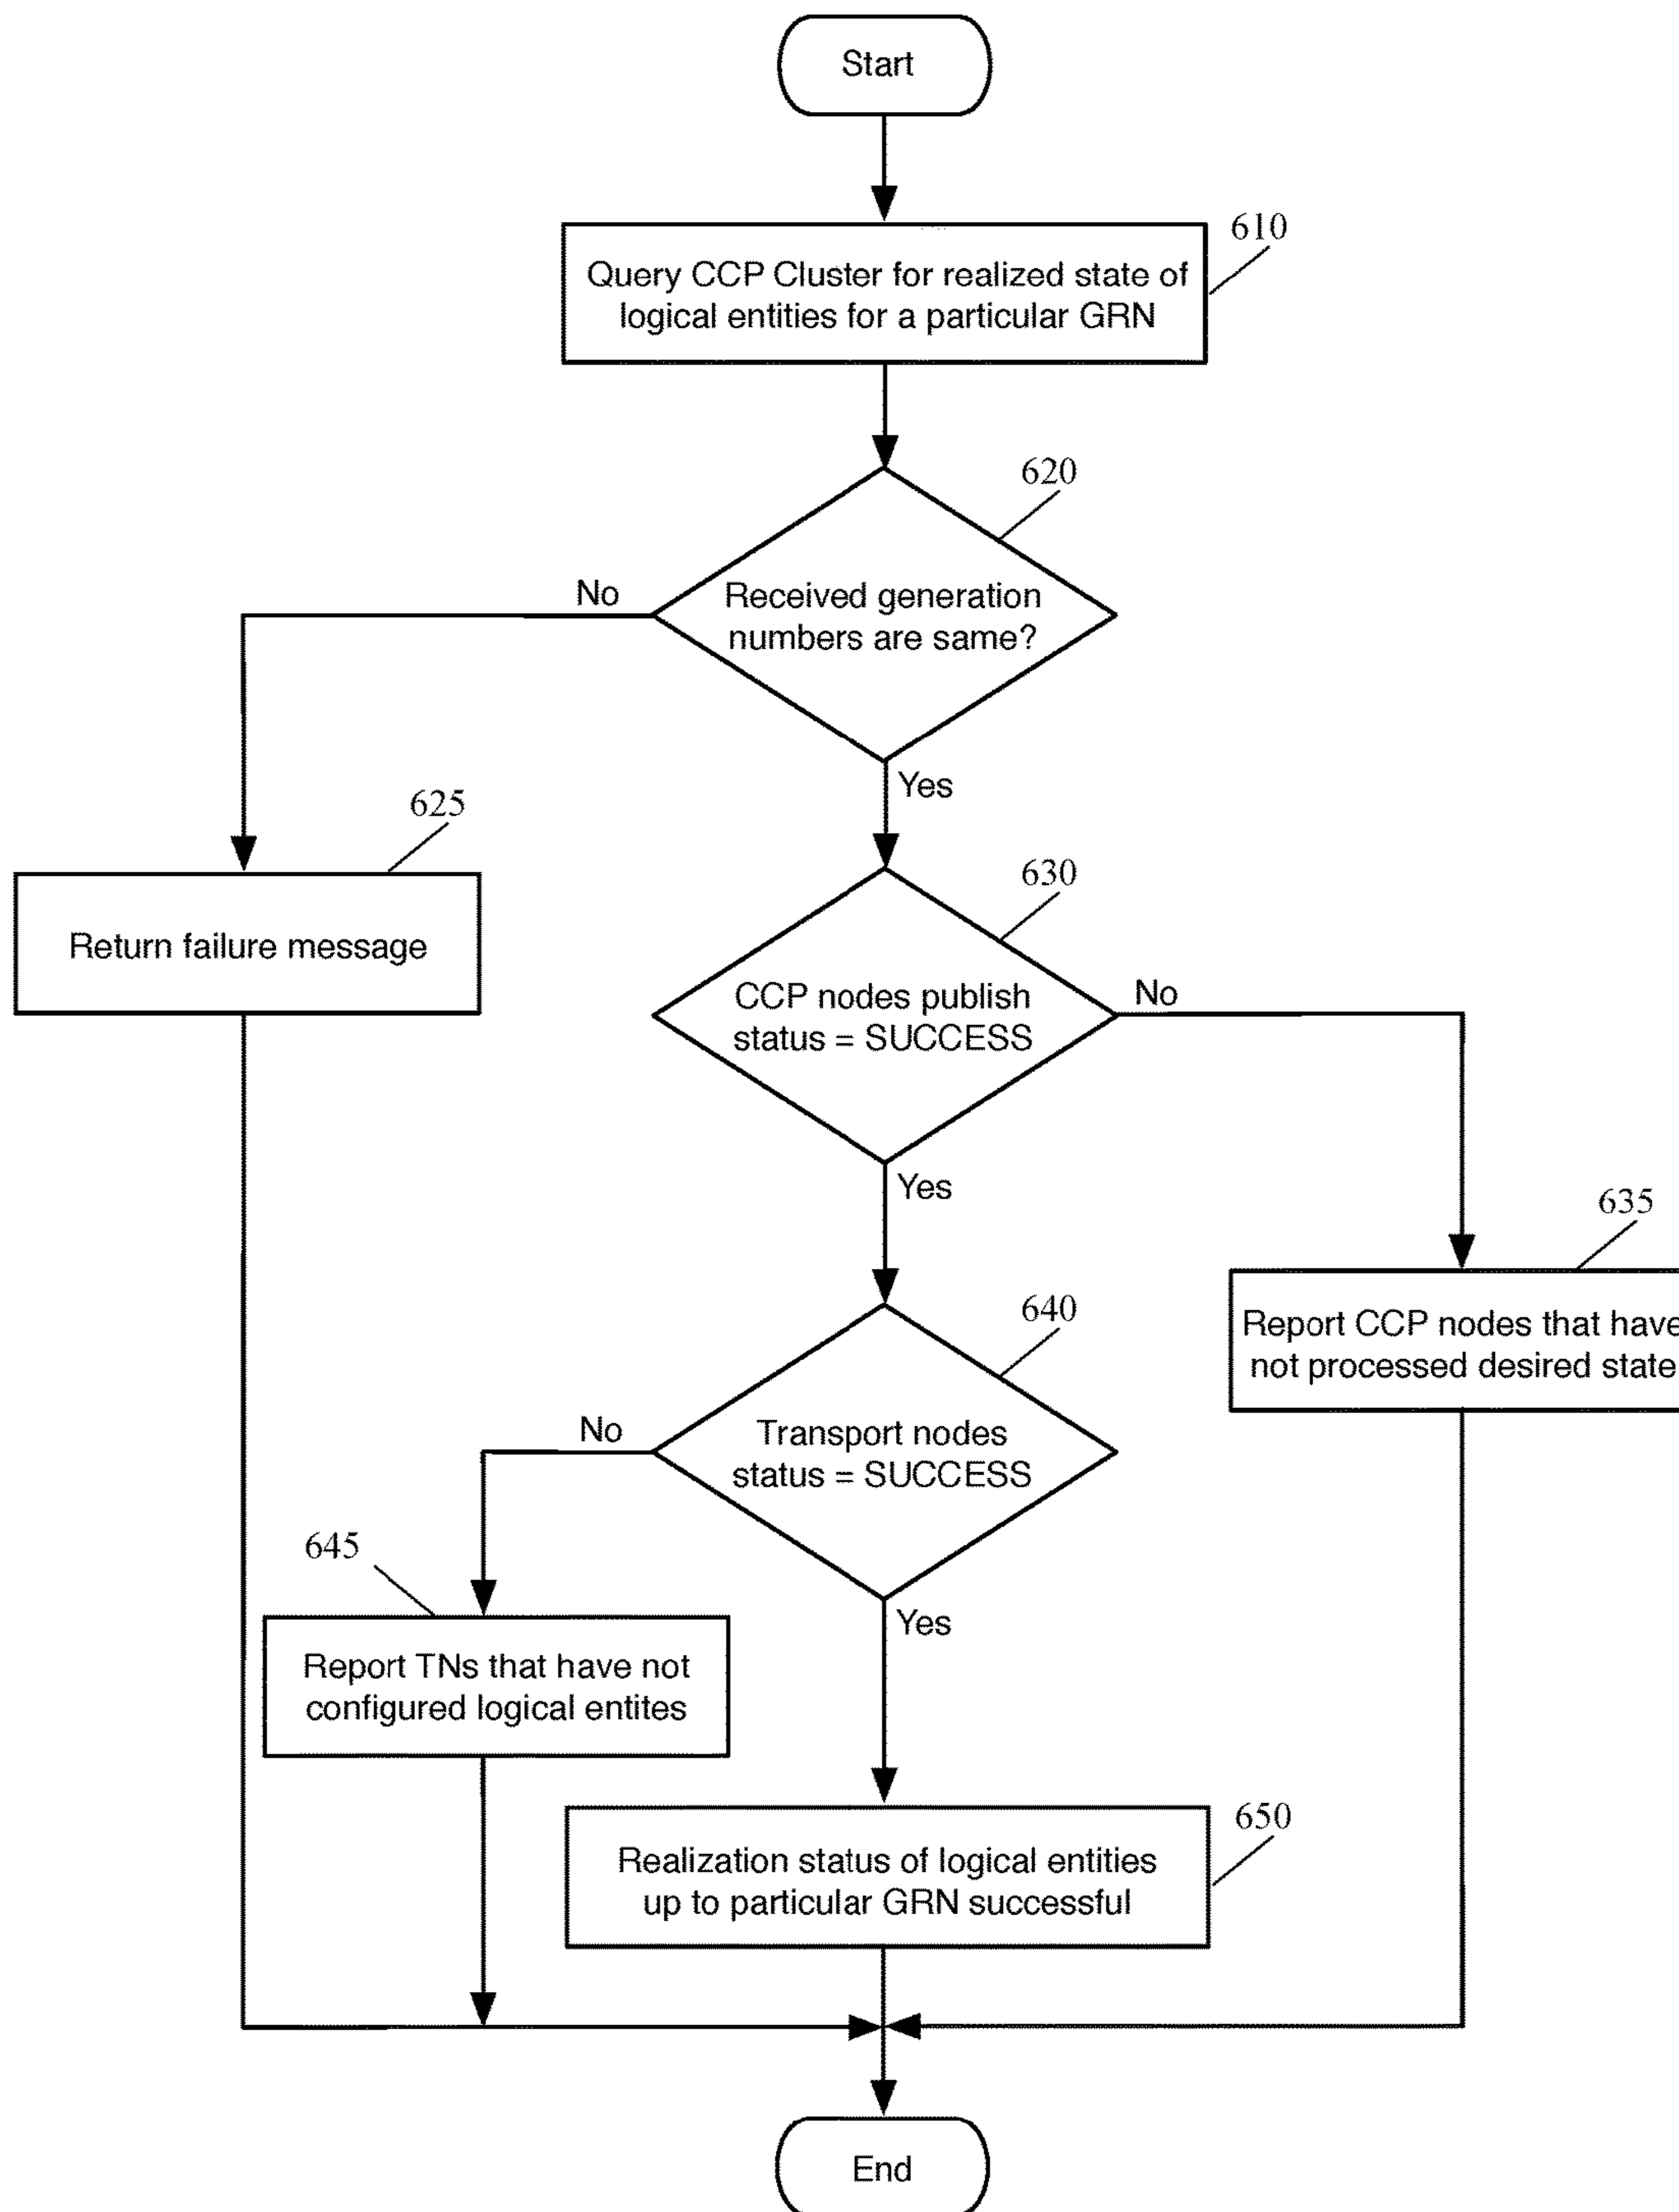 Start
610
Query CCP Cluster for realized state of
logical entities for a particular GRN
620
No
Received generation
numbers are same?
Yes
625
Return failure message
630
CCP nodes publish
status = SUCCESS
No
Yes
635
Report CCP nodes that have
not processed desired state
640
No
Transport nodes
status = SUCCESS
645
Yes
Report TNs that have not
configured logical entites
650
Realization status of logical entities
up to particular GRN successful
End